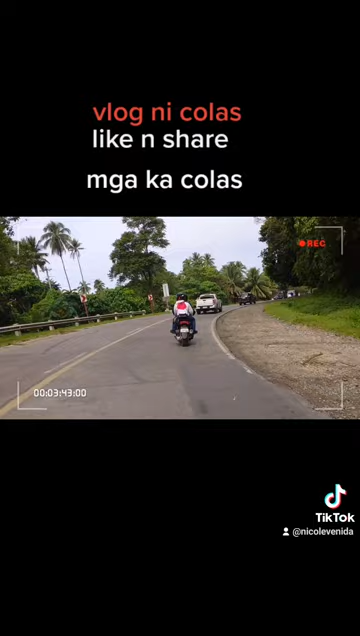 vlog ni colas
like n share
mga ka colas
REC
00:03:43:00
TikTok
@nicolevenida